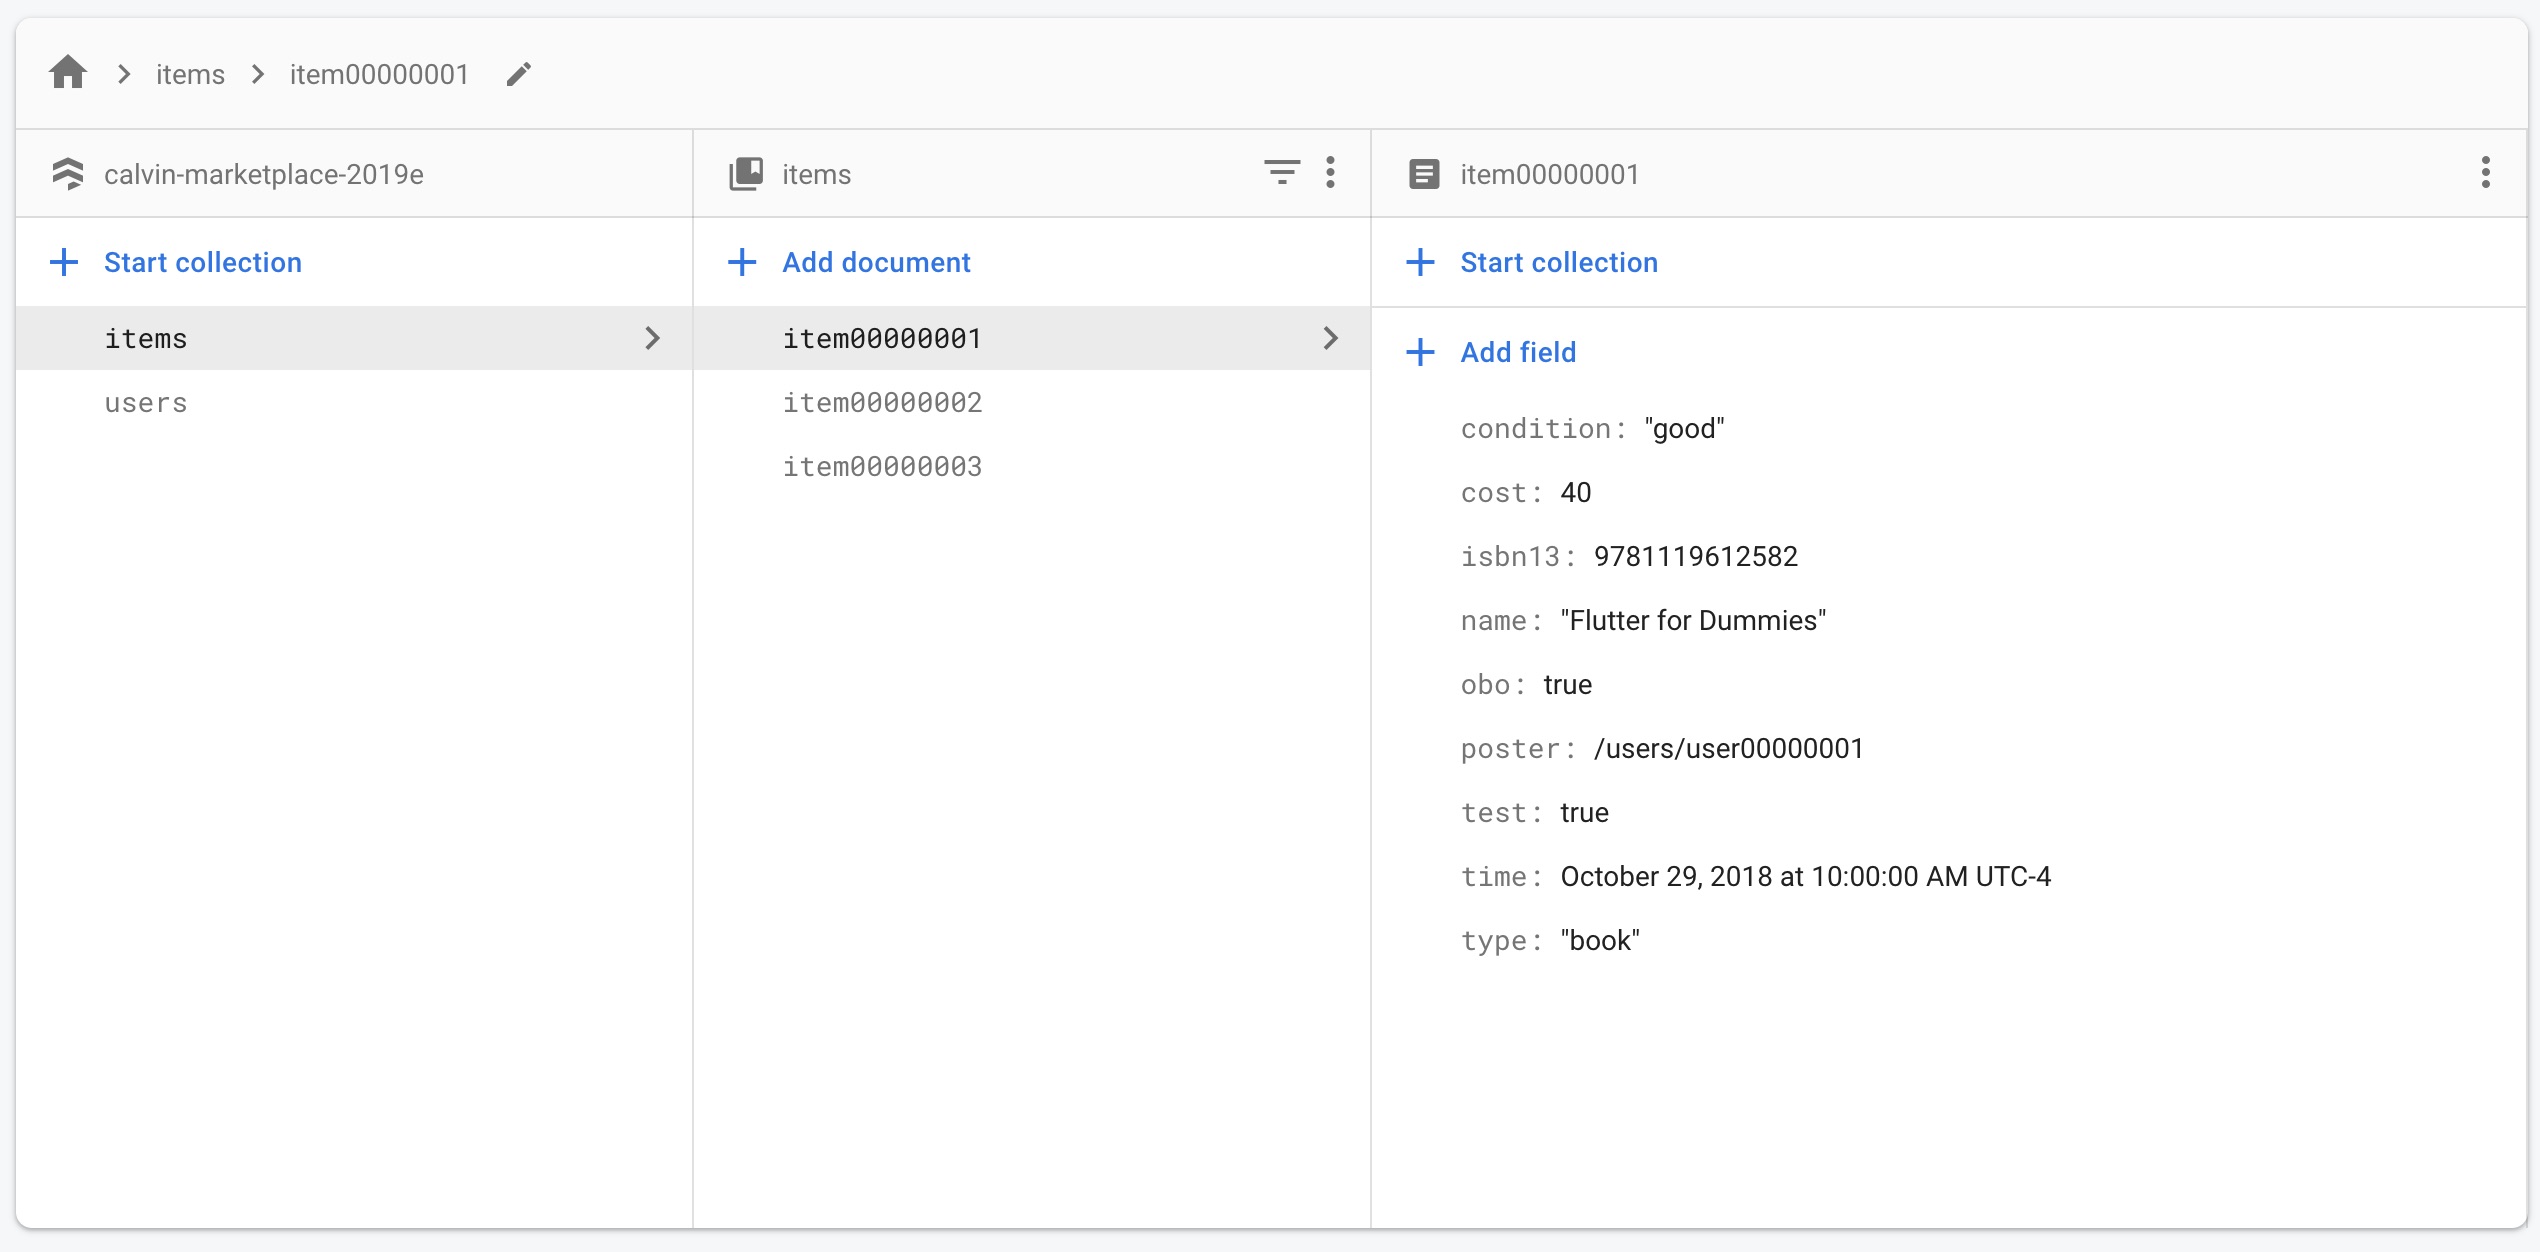 items item00000001
calvin-marketplace-2019e
Start collection
items
users
items
Add document
item00000001
item00000002
item00000003
item00000001
Start collection
Add field
condition: "good"
cost: 40
isbn13: 9781119612582
name: "Flutter for Dummies"
obo: true
poster: /users/user00000001
test: true
time: October 29, 2018 at 10:00:00 AM UTC-4
type: "book"